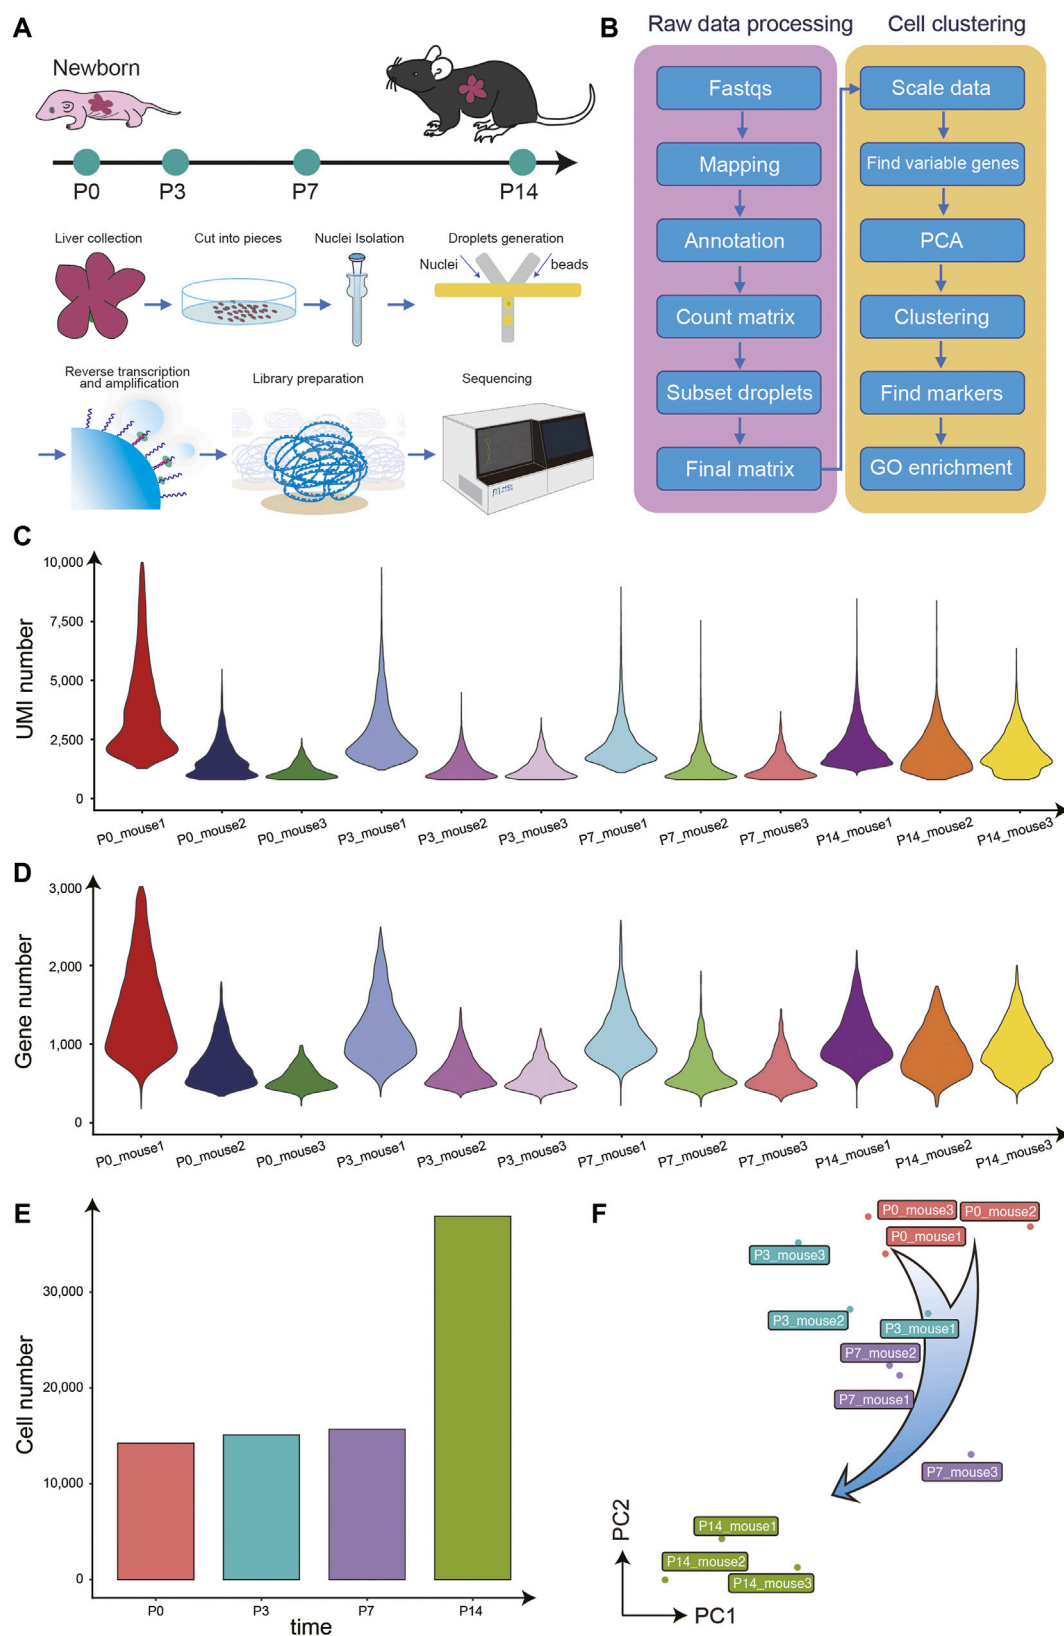 A
Newborn
P0
P3
P7
P14
Liver collection
Cut into pieces
Nuclei Isolation
Droplets generation
Nuclei
beads
Reverse transcription
and amplification
Library preparation
Sequencing
B
Raw data processing
Cell clustering
Fastqs
Mapping
Annotation
Count matrix
Subset droplets
Final matrix
Scale data
Find variable genes
PCA
Clustering
Find markers
GO enrichment
C
UMI number
10,000
7,500
5,000
2,500
0
P0_mouse1
P0_mouse2
P0_mouse3
P3_mouse1
P3_mouse2
P3_mouse3
P7_mouse1
P7_mouse2
P7_mouse3
P14_mouse1
P14_mouse2
P14_mouse3
D
Gene number
3,000
2,000
1,000
0
P0_mouse1
P0_mouse2
P0_mouse3
P3_mouse1
P3_mouse2
P3_mouse3
P7_mouse1
P7_mouse2
P7_mouse3
P14_mouse1
P14_mouse2
P14_mouse3
E
Cell number
30,000
20,000
10,000
0
P0
P3
P7
P14
time
F
P0_mouse3
P0_mouse2
P0_mouse1
P3_mouse3
P3_mouse2
P3_mouse1
P7_mouse2
P7_mouse1
P7_mouse3
P14_mouse1
P14_mouse2
P14_mouse3
PC2
PC1